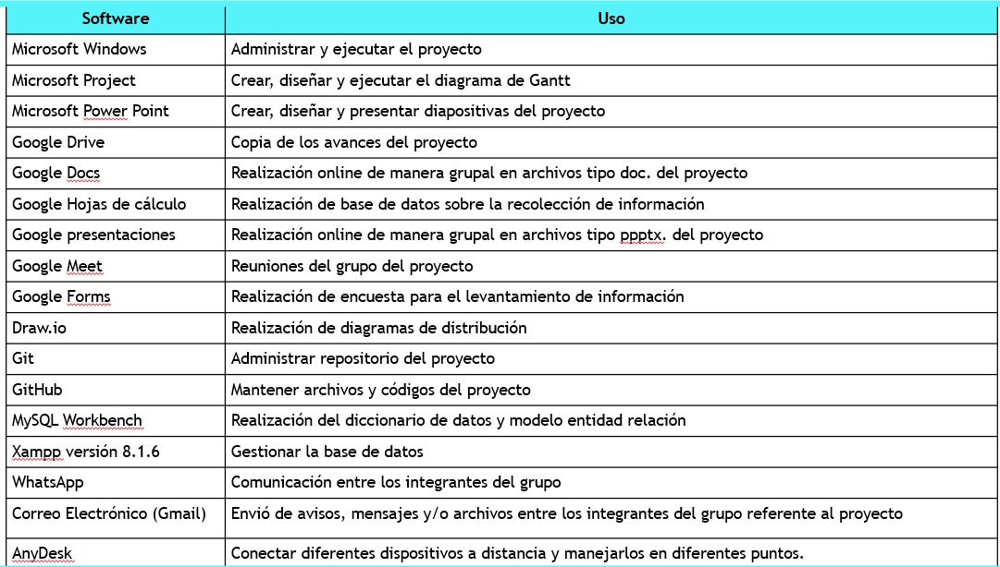 Software Uso
Microsoft Windows Administrar y ejecutar el proyecto
Microsoft Project Crear, diseñar y ejecutar el diagrama de Gantt
Microsoft Power Point Crear, diseñar y presentar diapositivas del proyecto
Google Drive Copia de los avances del proyecto
Google Docs Realización online de manera grupal en archivos tipo doc. del proyecto
Google Hojas de cálculo Realización de base de datos sobre la recolección de información
Google presentaciones Realización online de manera grupal en archivos tipo ppptx. del proyecto
Google Meet Reuniones del grupo del proyecto
Google Forms Realización de encuesta para el levantamiento de información
Draw.io Realización de diagramas de distribución
Git Administrar repositorio del proyecto
GitHub Mantener archivos y códigos del proyecto
MySQL Workbench Realización del diccionario de datos y modelo entidad relación
Xampp versión 8.1.6 Gestionar la base de datos
WhatsApp Comunicación entre los integrantes del grupo
Correo Electrónico (Gmail) Envió de avisos, mensajes y/o archivos entre los integrantes del grupo referente al proyecto
AnyDesk Conectar diferentes dispositivos a distancia y manejarlos en diferentes puntos.